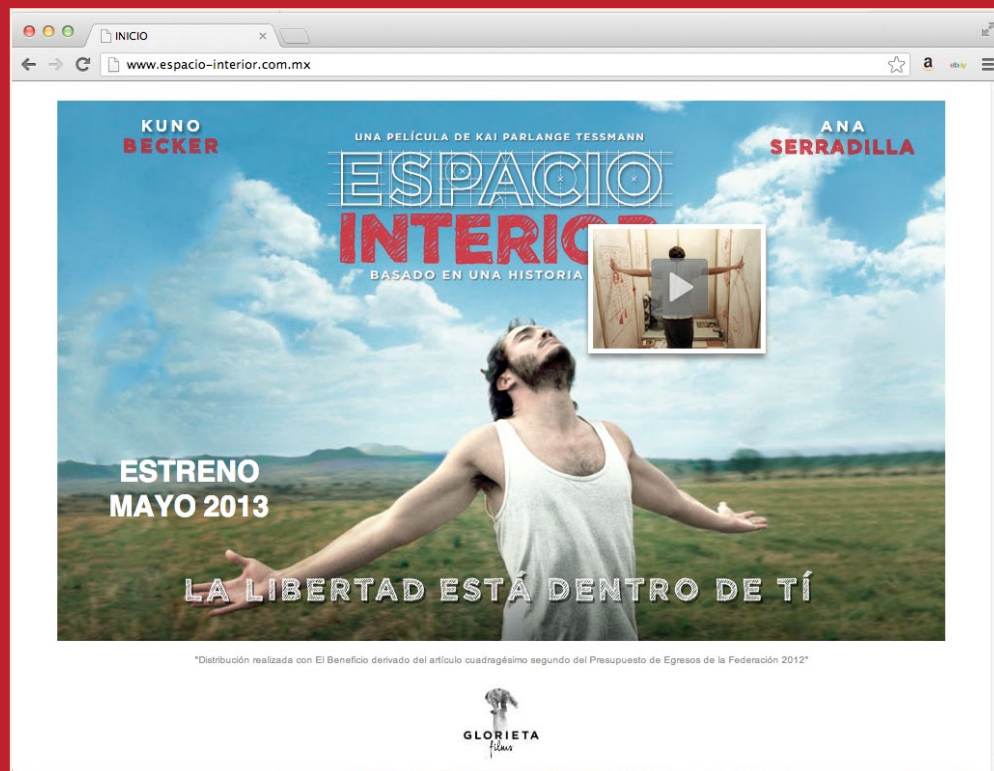 INICIO
www.espacio-interior.com.mx
a
ebay
KUNO
BECKER
UNA PELÍCULA DE KAI PARLANGE TESSMANN
ANA
SERRADILLA
ESPACIO
BASADO EN UNA HISTORIA
ESTRENO
MAYO 2013
LA LIBERTAD ESTÁ DENTRO DE TÍ
"Distribución realizada con El Beneficio derivado del artículo cuadragésimo segundo del Presupuesto de Egresos de la Federación 2012"
GLORIETA
films